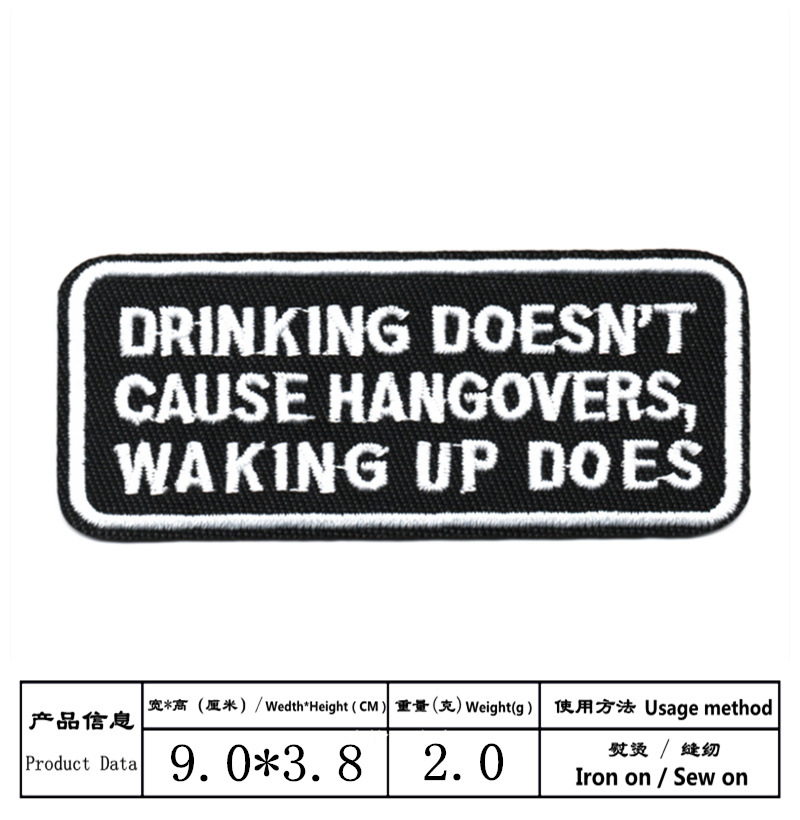 DRINKING DOESN'T
CAUSE HANGOVERS,
WAKING UP DOES
产品信息
Product Data
宽*高（厘米）/ Wedth*Height ( CM )
9.0*3.8
重量(克) Weight(g)
2.0
使用方法 Usage method
熨烫 / 缝纫
Iron on / Sew on